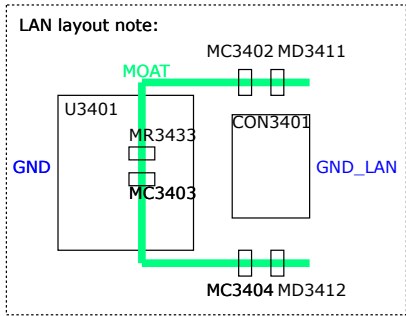 LAN layout note:
MC3402 MD3411
MOAT
U3401
CON3401
MR3433
GND
GND_LAN
MC3403
MC3404 MD3412